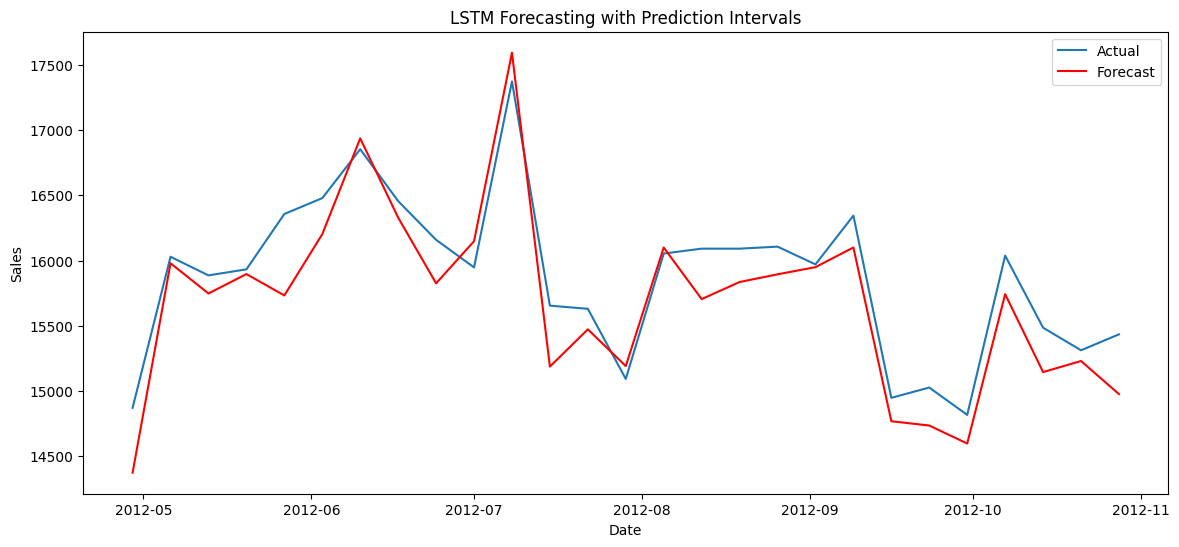 LSTM Forecasting with Prediction Intervals
Actual
Forecast
17500
17000
16500
16000
15500
15000
14500
Sales
2012-05 2012-06 2012-07 2012-08 2012-09 2012-10 2012-11
Date